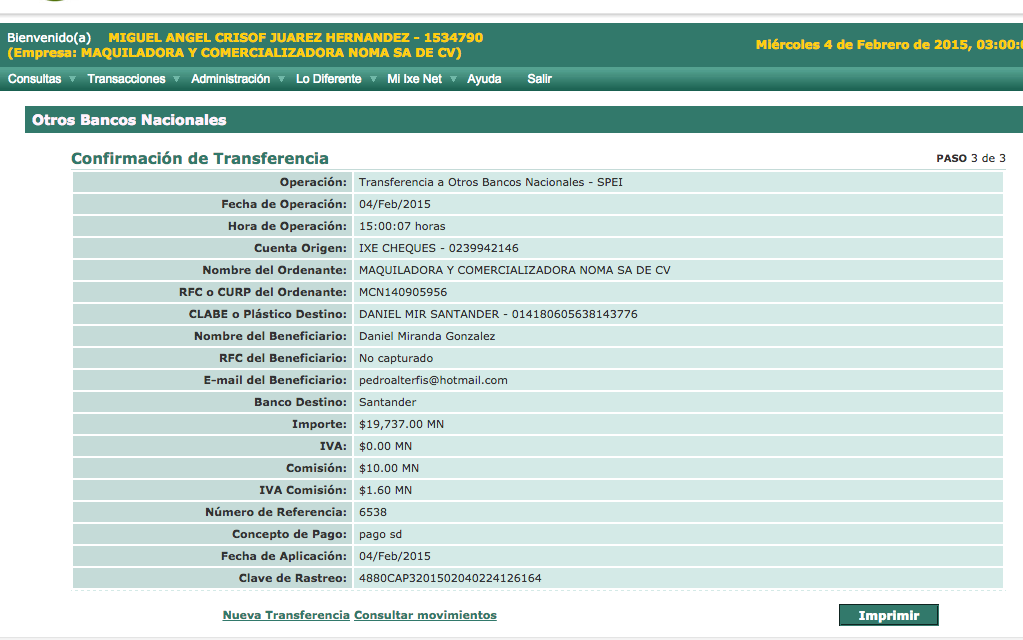 Bienvenido(a) MIGUEL ANGEL CRISOF JUAREZ HERNANDEZ - 1534790
(Empresa: MAQUILADORA Y COMERCIALIZADORA NOMA SA DE CV)
Miércoles 4 de Febrero de 2015, 03:00:0
Consultas Transacciones Administración Lo Diferente Mi Ixe Net Ayuda Salir
Otros Bancos Nacionales
Confirmación de Transferencia PASO 3 de 3
Operación: Transferencia a Otros Bancos Nacionales - SPEI
Fecha de Operación: 04/Feb/2015
Hora de Operación: 15:00:07 horas
Cuenta Origen: IXE CHEQUES - 0239942146
Nombre del Ordenante: MAQUILADORA Y COMERCIALIZADORA NOMA SA DE CV
RFC o CURP del Ordenante: MCN140905956
CLABE o Plástico Destino: DANIEL MIR SANTANDER - 014180605638143776
Nombre del Beneficiario: Daniel Miranda Gonzalez
RFC del Beneficiario: No capturado
E-mail del Beneficiario: pedroalterfis@hotmail.com
Banco Destino: Santander
Importe: $19,737.00 MN
IVA: $0.00 MN
Comisión: $10.00 MN
IVA Comisión: $1.60 MN
Número de Referencia: 6538
Concepto de Pago: pago sd
Fecha de Aplicación: 04/Feb/2015
Clave de Rastreo: 4880CAP3201502040224126164
Nueva Transferencia Consultar movimientos Imprimir